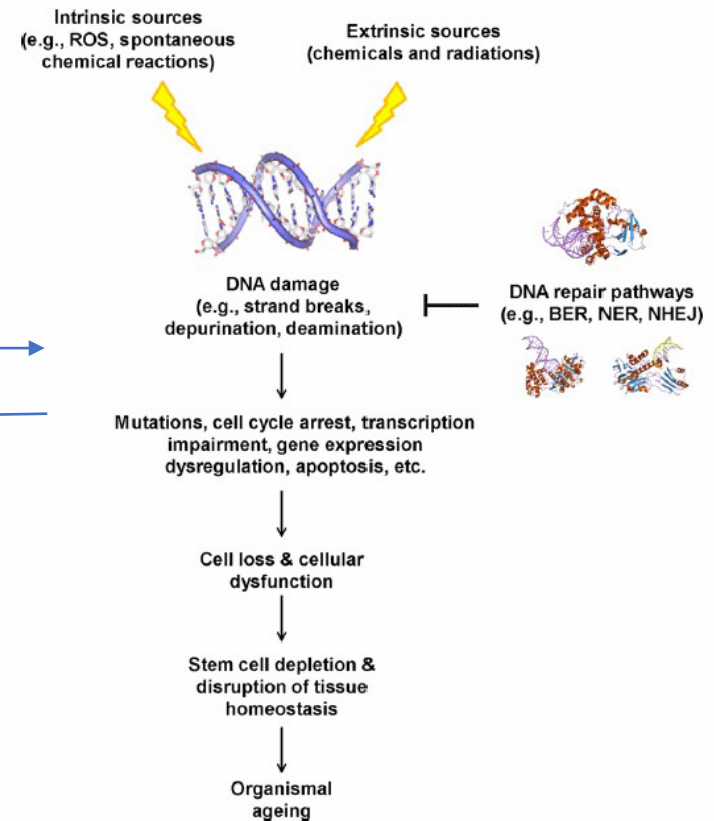 Intrinsic sources
(e.g., ROS, spontaneous
chemical reactions)
Extrinsic sources
(chemicals and radiations)
DNA damage
(e.g., strand breaks,
depurination, deamination)
DNA repair pathways
(e.g., BER, NER, NHEJ)
Mutations, cell cycle arrest, transcription
impairment, gene expression
dysregulation, apoptosis, etc.
Cell loss & cellular
dysfunction
Stem cell depletion &
disruption of tissue
homeostasis
Organismal
ageing